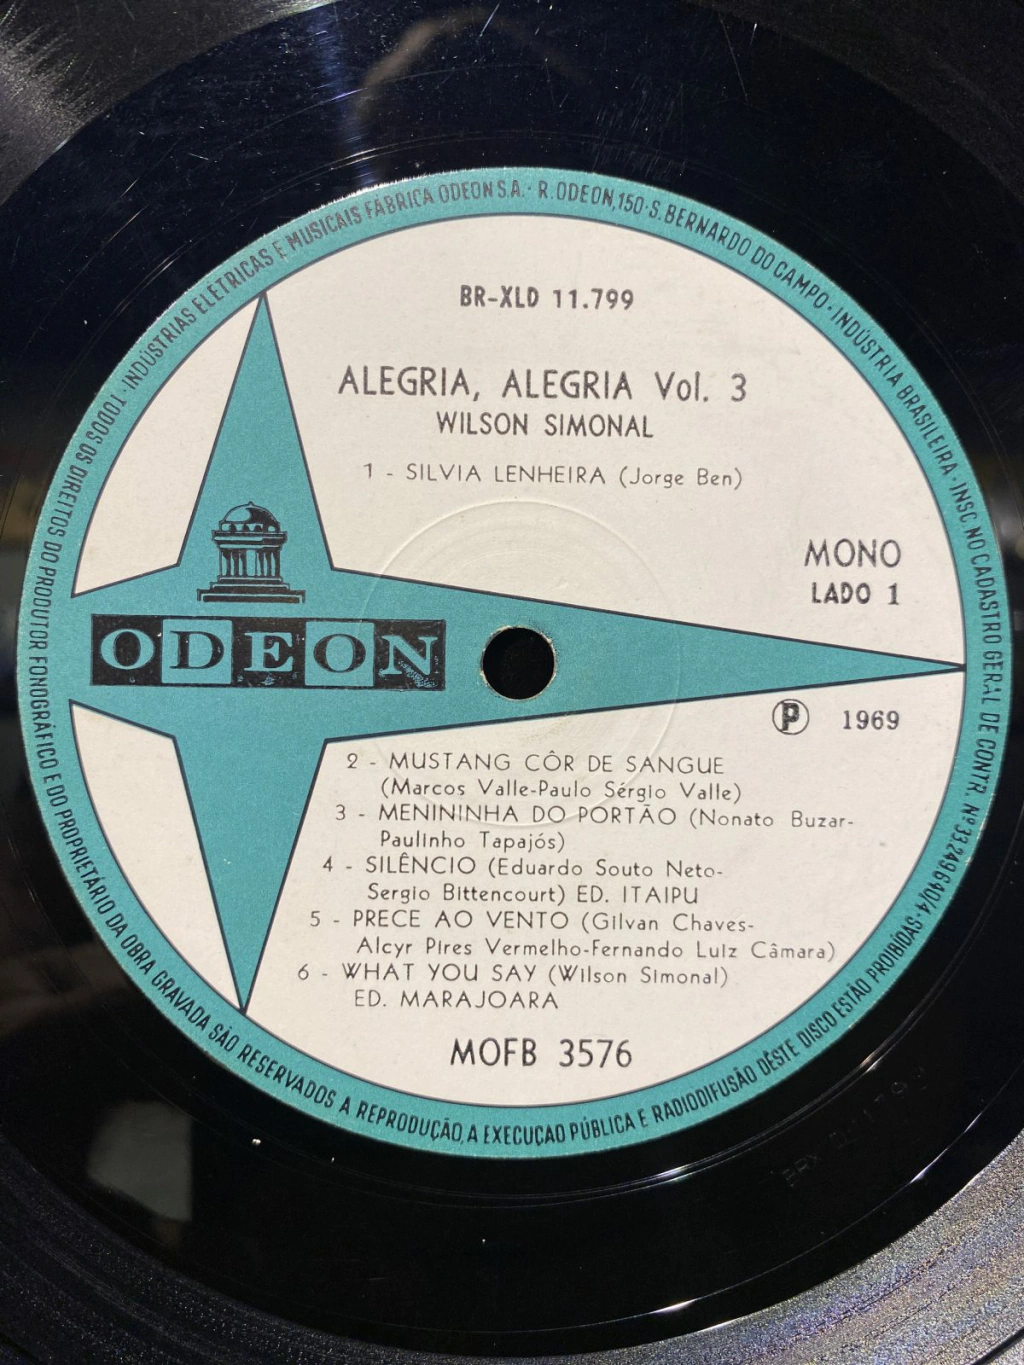 INDÚSTRIAS ELETRICAS E MUSICAIS FÁBRICA ODEON S.A. · R. ODEON, 150 · S. BERNARDO DO CAMPO · INDÚSTRIA BRASILEIRA · INSC. NO CADASTRO GERAL DE CONTR. Nº 33.249.640/4 ·
TODOS OS DIREITOS DO PRODUTOR FONOGRÁFICO E DO PROPRIETÁRIO DA OBRA GRAVADA SÃO RESERVADOS A REPRODUÇÃO, A EXECUÇAO PÚBLICA E RADIODIFUSÃO DÊSTE DISCO ESTÃO PROIBÍDAS ·
BR-XLD 11.799
ALEGRIA, ALEGRIA Vol. 3
WILSON SIMONAL
1 - SILVIA LENHEIRA (Jorge Ben)
MONO
LADO 1
ODEON
Ⓟ 1969
2 - MUSTANG CÔR DE SANGUE
(Marcos Valle-Paulo Sérgio Valle)
3 - MENININHA DO PORTÃO (Nonato Buzar-
Paulinho Tapajós)
4 - SILÊNCIO (Eduardo Souto Neto-
Sergio Bittencourt) ED. ITAIPU
5 - PRECE AO VENTO (Gilvan Chaves-
Alcyr Pires Vermelho-Fernando Luiz Câmara)
6 - WHAT YOU SAY (Wilson Simonal)
ED. MARAJOARA
MOFB 3576